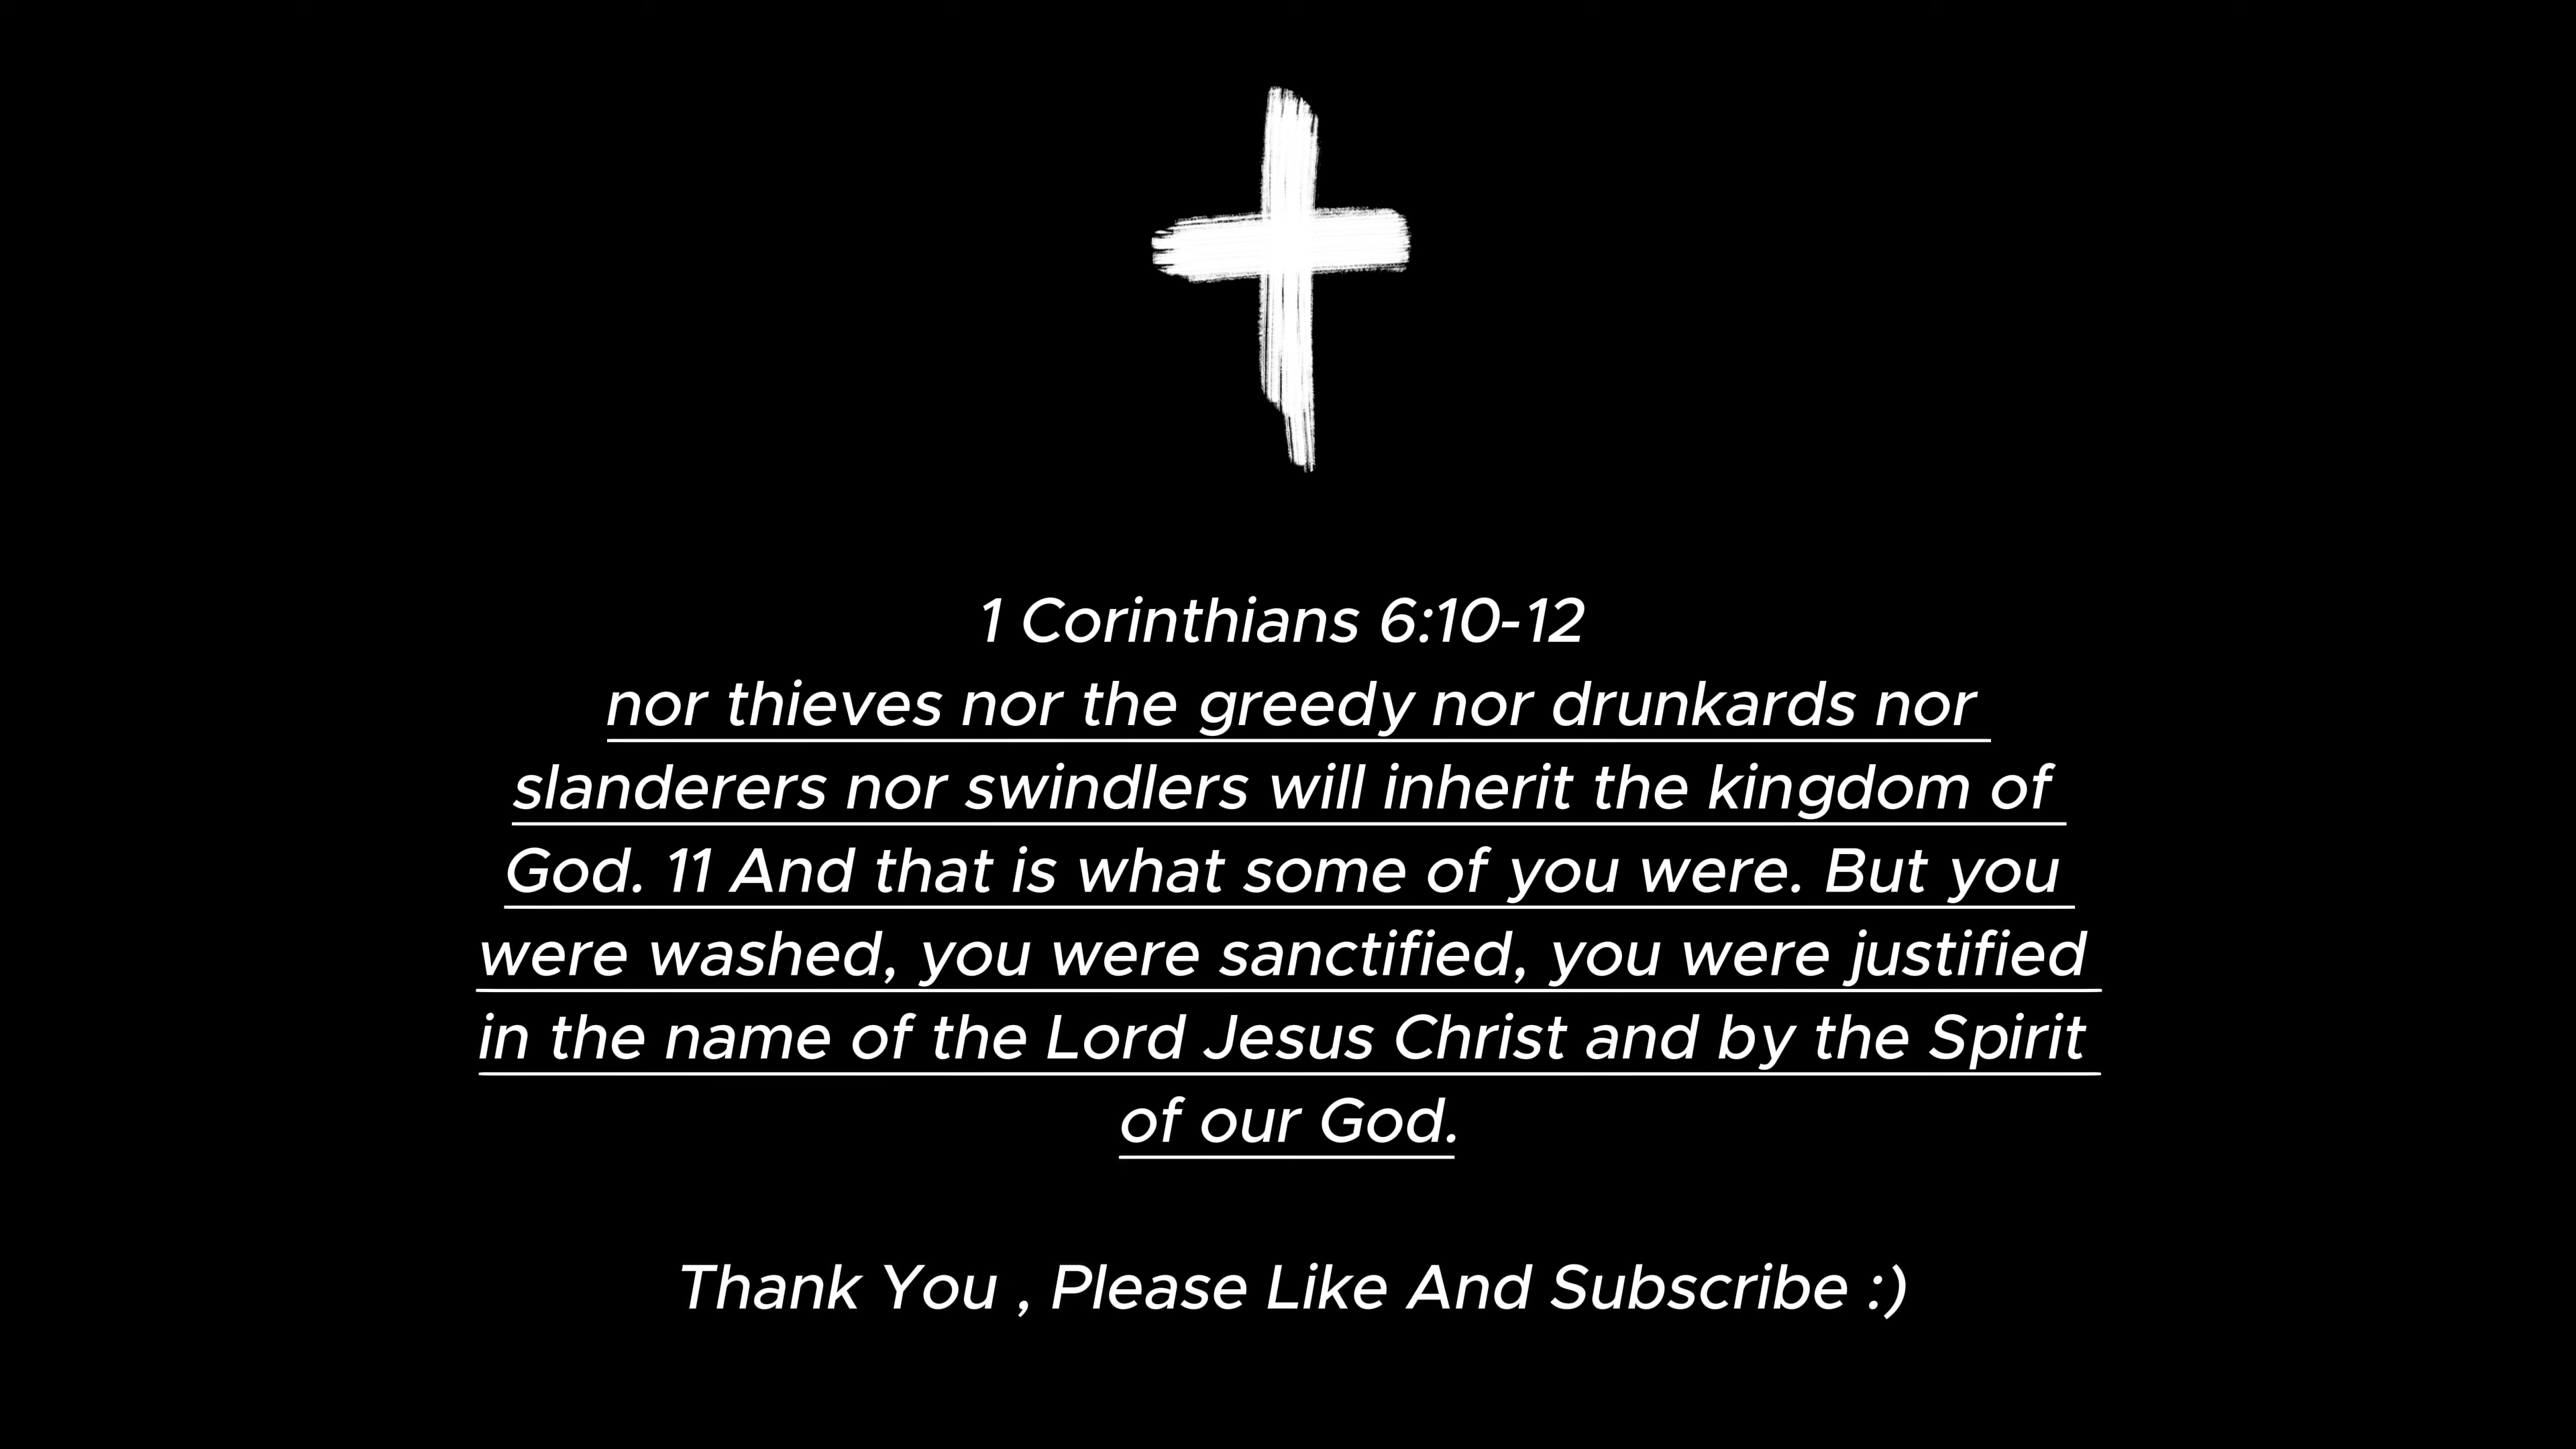 1 Corinthians 6:10-12
nor thieves nor the greedy nor drunkards nor
slanderers nor swindlers will inherit the kingdom of
God. 11 And that is what some of you were. But you
were washed, you were sanctified, you were justified
in the name of the Lord Jesus Christ and by the Spirit
of our God.
Thank You , Please Like And Subscribe :)